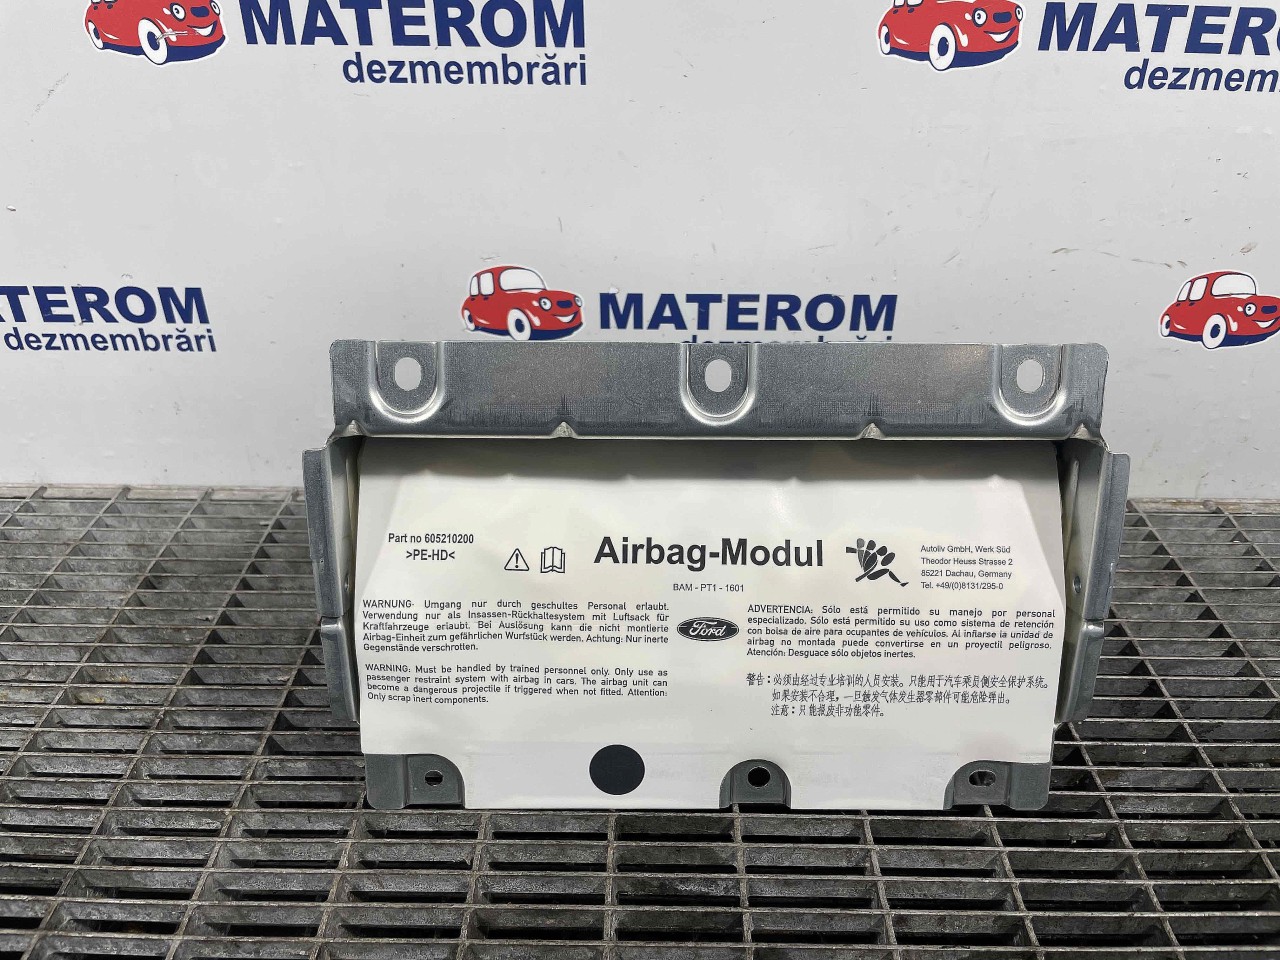 MATEROM
dezmembrări
MATERO
dezmem
MATEROM
dezmembrări
MATEROM
dezmembrări
Part no 605210200
>PE-HD<
Airbag-Modul
BAM - PT1 - 1601
Autoliv GmbH, Werk Süd
Theodor Heuss Strasse 2
85221 Dachau, Germany
Tel. +49/(0)8131/295-0
WARNUNG- Umgang nur durch geschultes Personal erlaubt.
Verwendung nur als Insassen-Rückhaltesystem mit Luftsack für
Kraftfahrzeuge erlaubt. Bei Auslösung kann die nicht montierte
Airbag-Einheit zum gefährlichen Wurfstück werden. Achtung: Nur inerte
Gegenstände verschrotten.
WARNING: Must be handled by trained personnel only. Only use as
passenger restraint system with airbag in cars. The airbag unit can
become a dangerous projectile if triggered when not fitted. Attention:
Only scrap inert components.
Ford
ADVERTENCIA: Sólo está permitido su manejo por personal
especializado. Sólo está permitido su uso como sistema de retención
con bolsa de aire para ocupantes de vehículos. Al inflarse la unidad de
airbag no montada puede convertirse en un proyectil peligroso.
Atención: Desguace sólo objetos inertes.
警告：必须由经过专业培训的人员安装。只能用于汽车乘员侧安全保护系统。
如果安装不合理，一旦触发气体发生器零部件可能危险弹出。
注意：只能报废非功能零件。